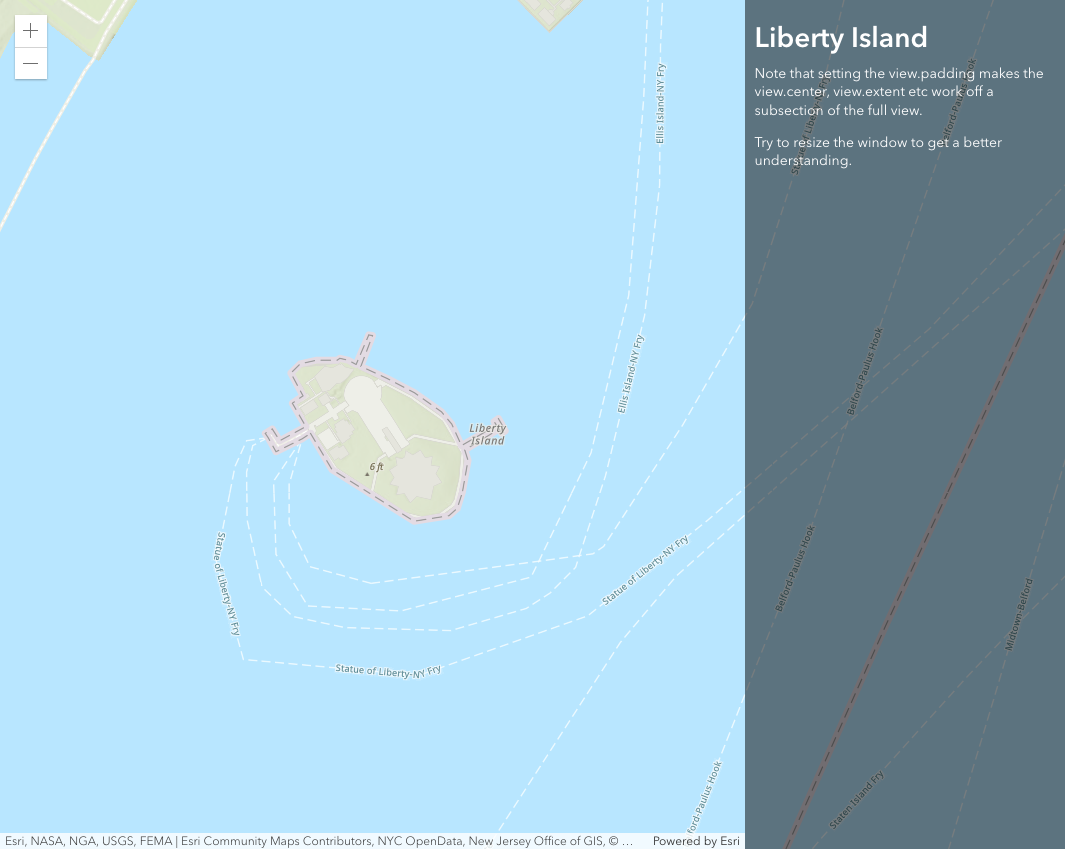 Liberty Island
Note that setting the view.padding makes the
view.center, view.extent etc work off a
subsection of the full view.
Try to resize the window to get a better
understanding.
Ellis Island-NY Fry
Statue of Liberty-NY Fry
Belford-Paulus Hook
Ellis Island-NY Fry
Belford-Paulus Hook
Liberty
Island
6 ft
Statue of Liberty-NY Fry
Statue of Liberty-NY Fry
Belford-Paulus Hook
Midtown-Belford
Statue of Liberty-NY Fry
ford-Paulus Hook
Staten Island Fry
Esri, NASA, NGA, USGS, FEMA | Esri Community Maps Contributors, NYC OpenData, New Jersey Office of GIS, © ...
Powered by Esri